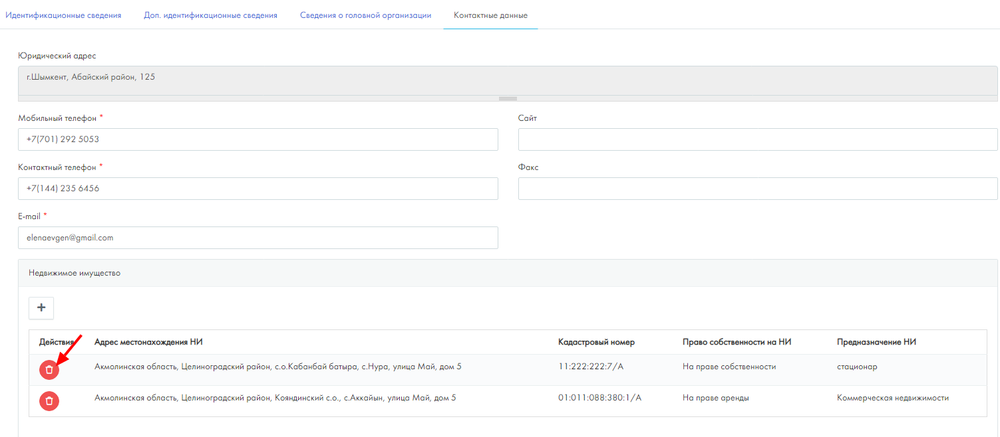 Идентификационные сведения Доп. идентификационные сведения Сведения о головной организации Контактные данные
Юридический адрес
г.Шымкент, Абайский район, 125
Мобильный телефон * Сайт
+7(701) 292 5053
Контактный телефон * Факс
+7(144) 235 6456
E-mail *
elenaevgen@gmail.com
Недвижимое имущество
+
Действия Адрес местонахождения НИ Кадастровый номер Право собственности на НИ Предназначение НИ
Акмолинская область, Целиноградский район, с.о.Кабанбай батыра, с.Нура, улица Май, дом 5 11:222:222:7/A На праве собственности стационар
Акмолинская область, Целиноградский район, Кояндинский с.о., с.Аккайын, улица Май, дом 5 01:011:088:380:1/A На праве аренды Коммерческая недвижимости